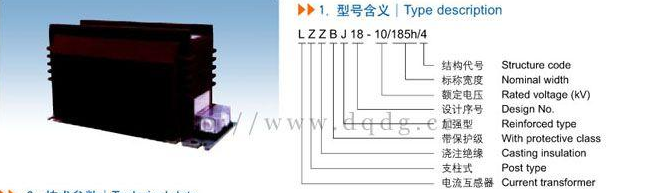 1. 型号含义 | Type description
LZZBJ18-10/185h/4
结构代号 Structure code
标称宽度 Nominal width
额定电压 Rated voltage (kV)
设计序号 Design No.
加强型 Reinforced type
带保护级 With protective class
浇注绝缘 Casting insulation
支柱式 Post type
电流互感器 Current transformer
://www.dqdg.c